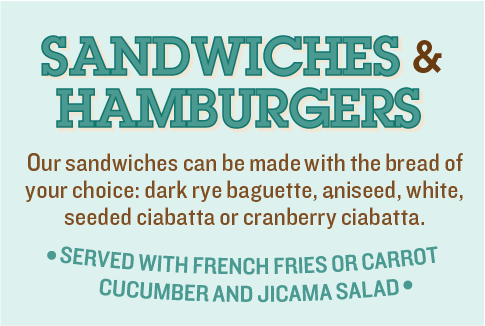 SANDWICHES &
HAMBURGERS
Our sandwiches can be made with the bread of
your choice: dark rye baguette, aniseed, white,
seeded ciabatta or cranberry ciabatta.
• SERVED WITH FRENCH FRIES OR CARROT
CUCUMBER AND JICAMA SALAD •